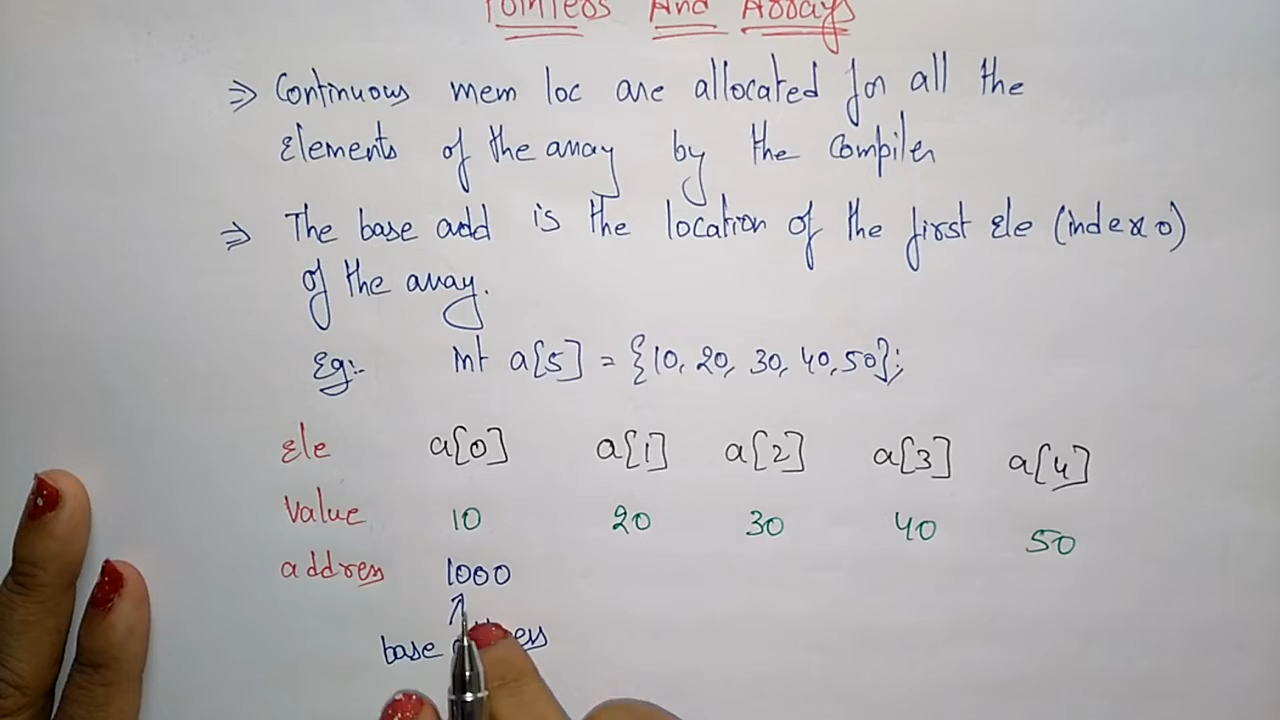 Pointers And Arrays
⇒ Continuous mem loc are allocated for all the
Elements of the array by the Compiler
⇒ The base add is the location of the first Ele (index 0)
of the array.
Eg:- int a[5] = {10, 20, 30, 40, 50};
Ele a[0] a[1] a[2] a[3] a[4]
Value 10 20 30 40 50
address 1000
base